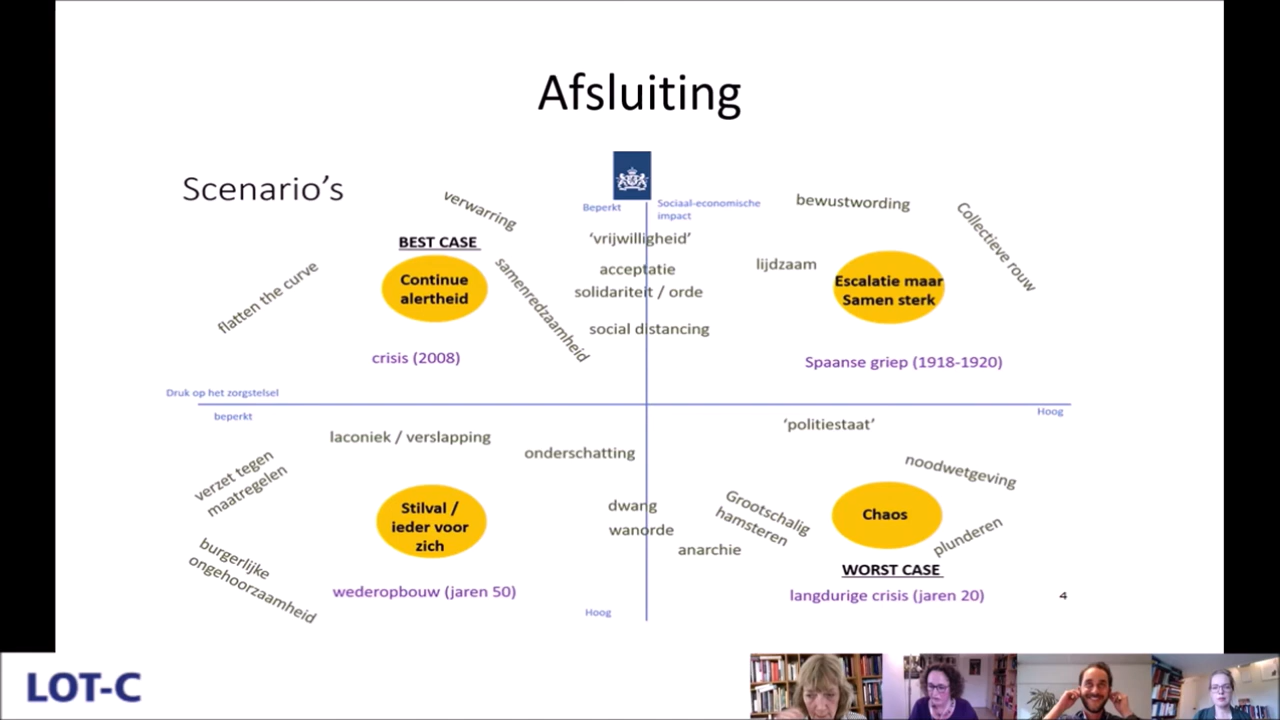 Afsluiting
Scenario's
verwarring
Beperkt
Sociaal-economische
impact
bewustwording
Collectieve rouw
BEST CASE
'vrijwilligheid'
flatten the curve
Continue
alertheid
samenredzaamheid
acceptatie
solidariteit / orde
social distancing
lijdzaam
Escalatie maar
Samen sterk
crisis (2008)
Spaanse griep (1918-1920)
Druk op het zorgstelsel
beperkt
Hoog
laconiek / verslapping
onderschatting
'politiestaat'
verzet tegen
matregelen
noodwetgeving
Stilval /
ieder voor
zich
dwang
wanorde
anarchie
Grootschalig
hamsteren
Chaos
plunderen
burgerlijke
ongehoorzaamheid
WORST CASE
wederopbouw (jaren 50)
langdurige crisis (jaren 20)
4
Hoog
LOT-C